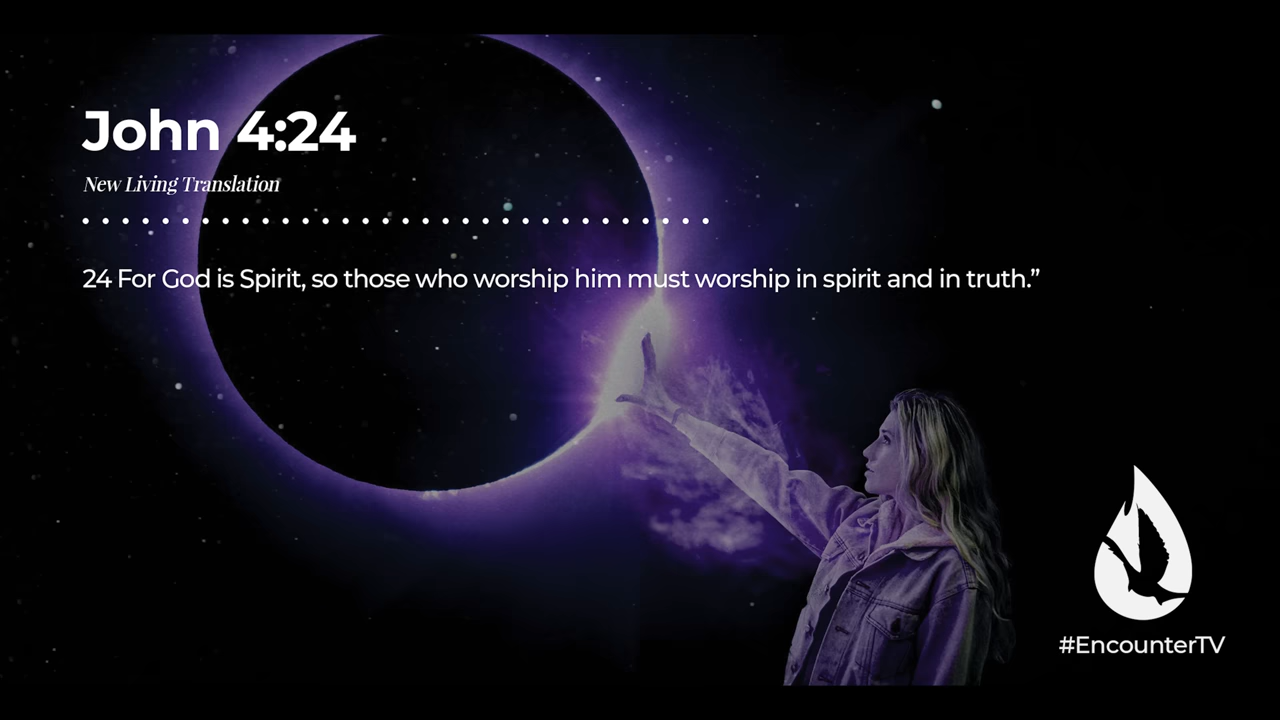 John 4:24
New Living Translation
24 For God is Spirit, so those who worship him must worship in spirit and in truth.”
#EncounterTV